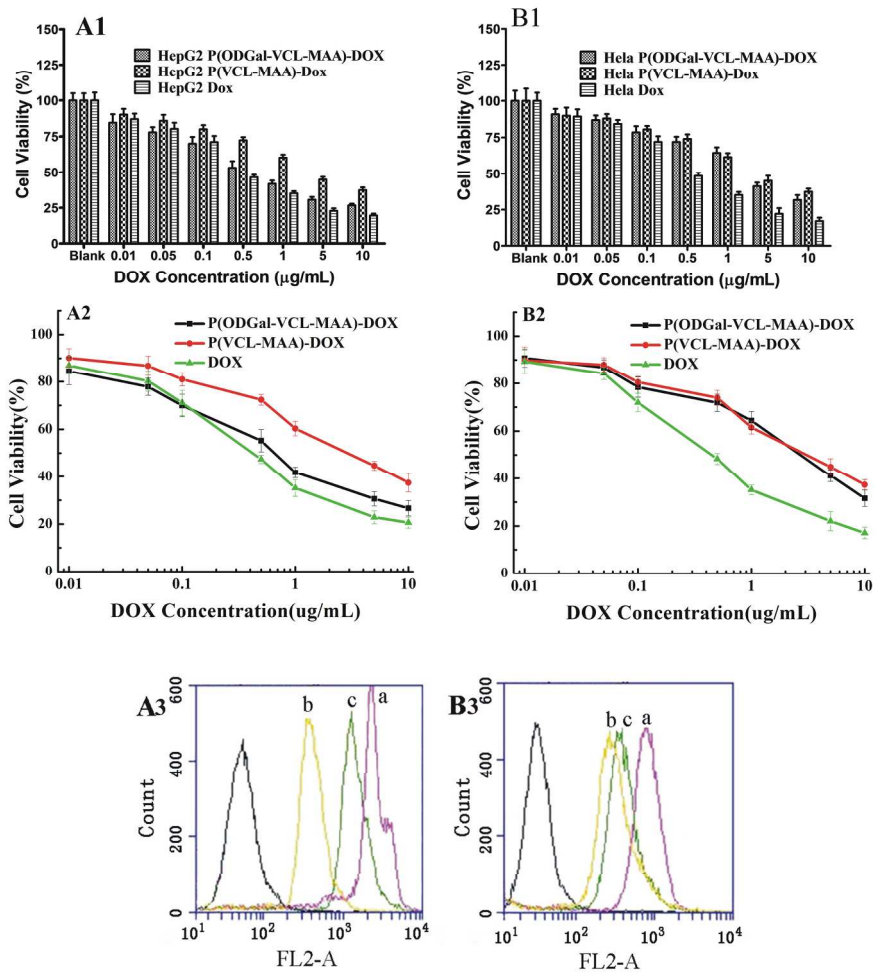 A1
HepG2 P(ODGal-VCL-MAA)-DOX
HepG2 P(VCL-MAA)-Dox
HepG2 Dox
Cell Viability (%)
150
125
100
75
50
25
0
Blank 0.01 0.05 0.1 0.5 1 5 10
DOX Concentration (μg/mL)
B1
Hela P(ODGal-VCL-MAA)-DOX
Hela P(VCL-MAA)-Dox
Hela Dox
Cell Viability (%)
150
125
100
75
50
25
0
Blank 0.01 0.05 0.1 0.5 1 5 10
DOX Concentration (μg/mL)
A2
P(ODGal-VCL-MAA)-DOX
P(VCL-MAA)-DOX
DOX
Cell Viability(%)
100
80
60
40
20
0
0.01 0.1 1 10
DOX Concentration(ug/mL)
B2
P(ODGal-VCL-MAA)-DOX
P(VCL-MAA)-DOX
DOX
Cell Viability(%)
100
80
60
40
20
0
0.01 0.1 1 10
DOX Concentration(ug/mL)
A3
b c a
Count
600
400
200
0
10¹ 10² 10³ 10⁴
FL2-A
B3
b c a
Count
600
400
200
0
10¹ 10² 10³ 10⁴
FL2-A